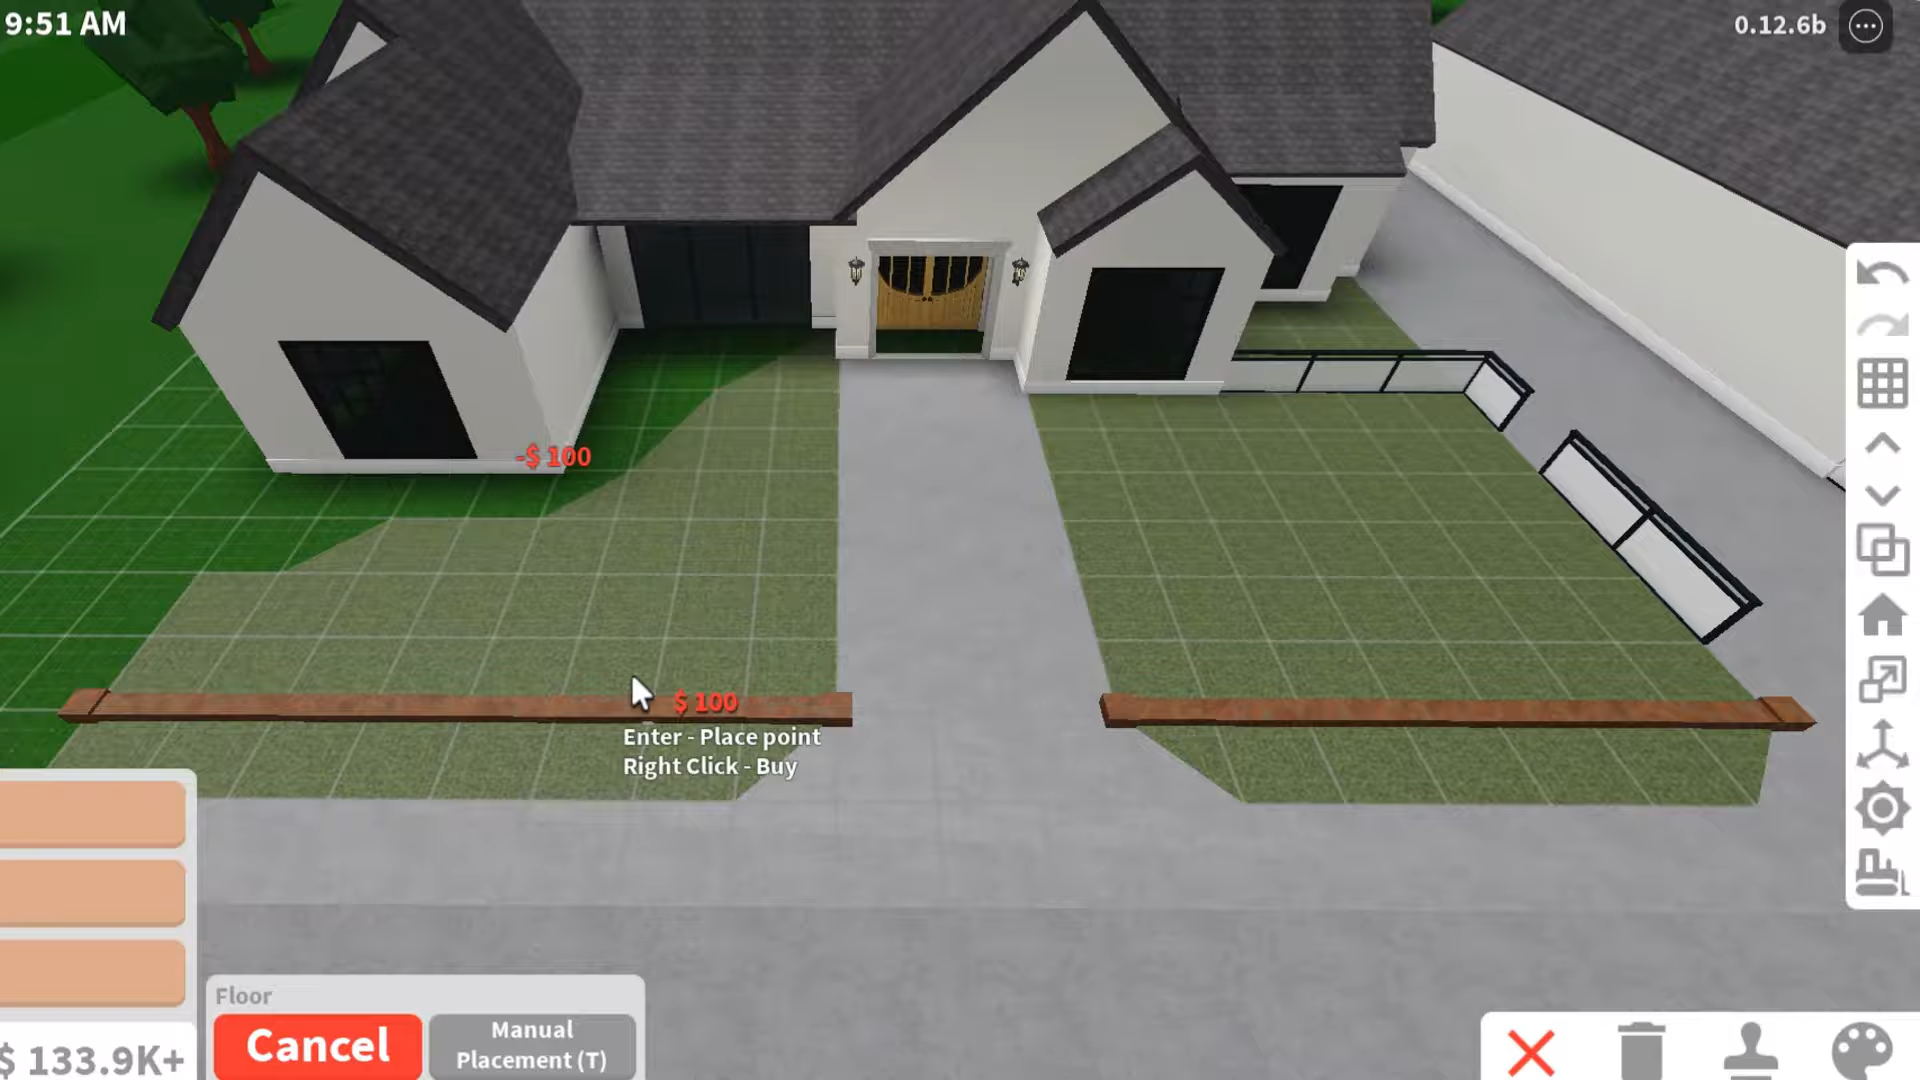 9:51 AM
0.12.6b
-$ 100
$ 100
Enter - Place point
Right Click - Buy
Floor
Cancel
Manual
Placement (T)
$ 133.9K+